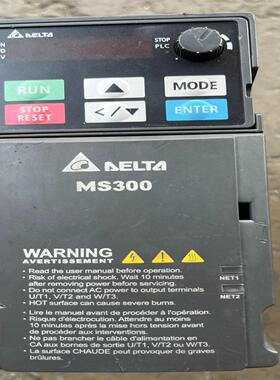 DELTA
STOP
PLC
RUN
MODE
STOP
RESET
</
ENTER
DELTA
MS300
WARNING
AVERTISSEMENT
• Read the user manual before operation.
• Risk of electrical shock. Wait 10 minutes
after removing power before servicing.
• Do not connect AC power to output terminals
U/T1, V/T2 and W/T3.
• HOT surface can cause severe burns.
• Lire le manuel avant de procéder à l'opération.
• Risque de choc électrique. Attendre au moins
10 minutes après la mise hors tension avant
de procéder aux interventions.
• Ne pas brancher le câble d'alimentation en
CA aux bornes de sortie U/T1, V/T2 ou W/T3.
• La surface CHAUDE peut provoquer de graves
NET1
NET2